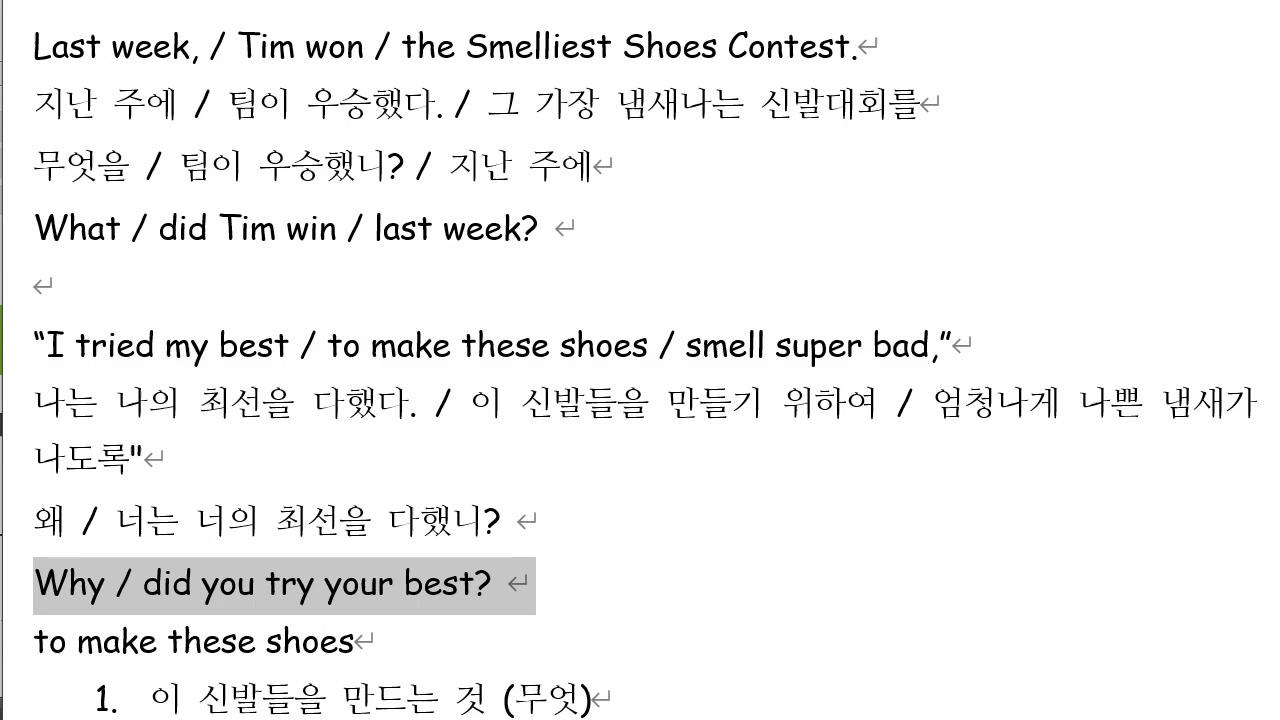 Last week, / Tim won / the Smelliest Shoes Contest.
지난 주에 / 팀이 우승했다. / 그 가장 냄새나는 신발대회를
무엇을 / 팀이 우승했니? / 지난 주에
What / did Tim win / last week?
“I tried my best / to make these shoes / smell super bad,”
나는 나의 최선을 다했다. / 이 신발들을 만들기 위하여 / 엄청나게 나쁜 냄새가
나도록"
왜 / 너는 너의 최선을 다했니?
Why / did you try your best?
to make these shoes
1. 이 신발들을 만드는 것 (무엇)